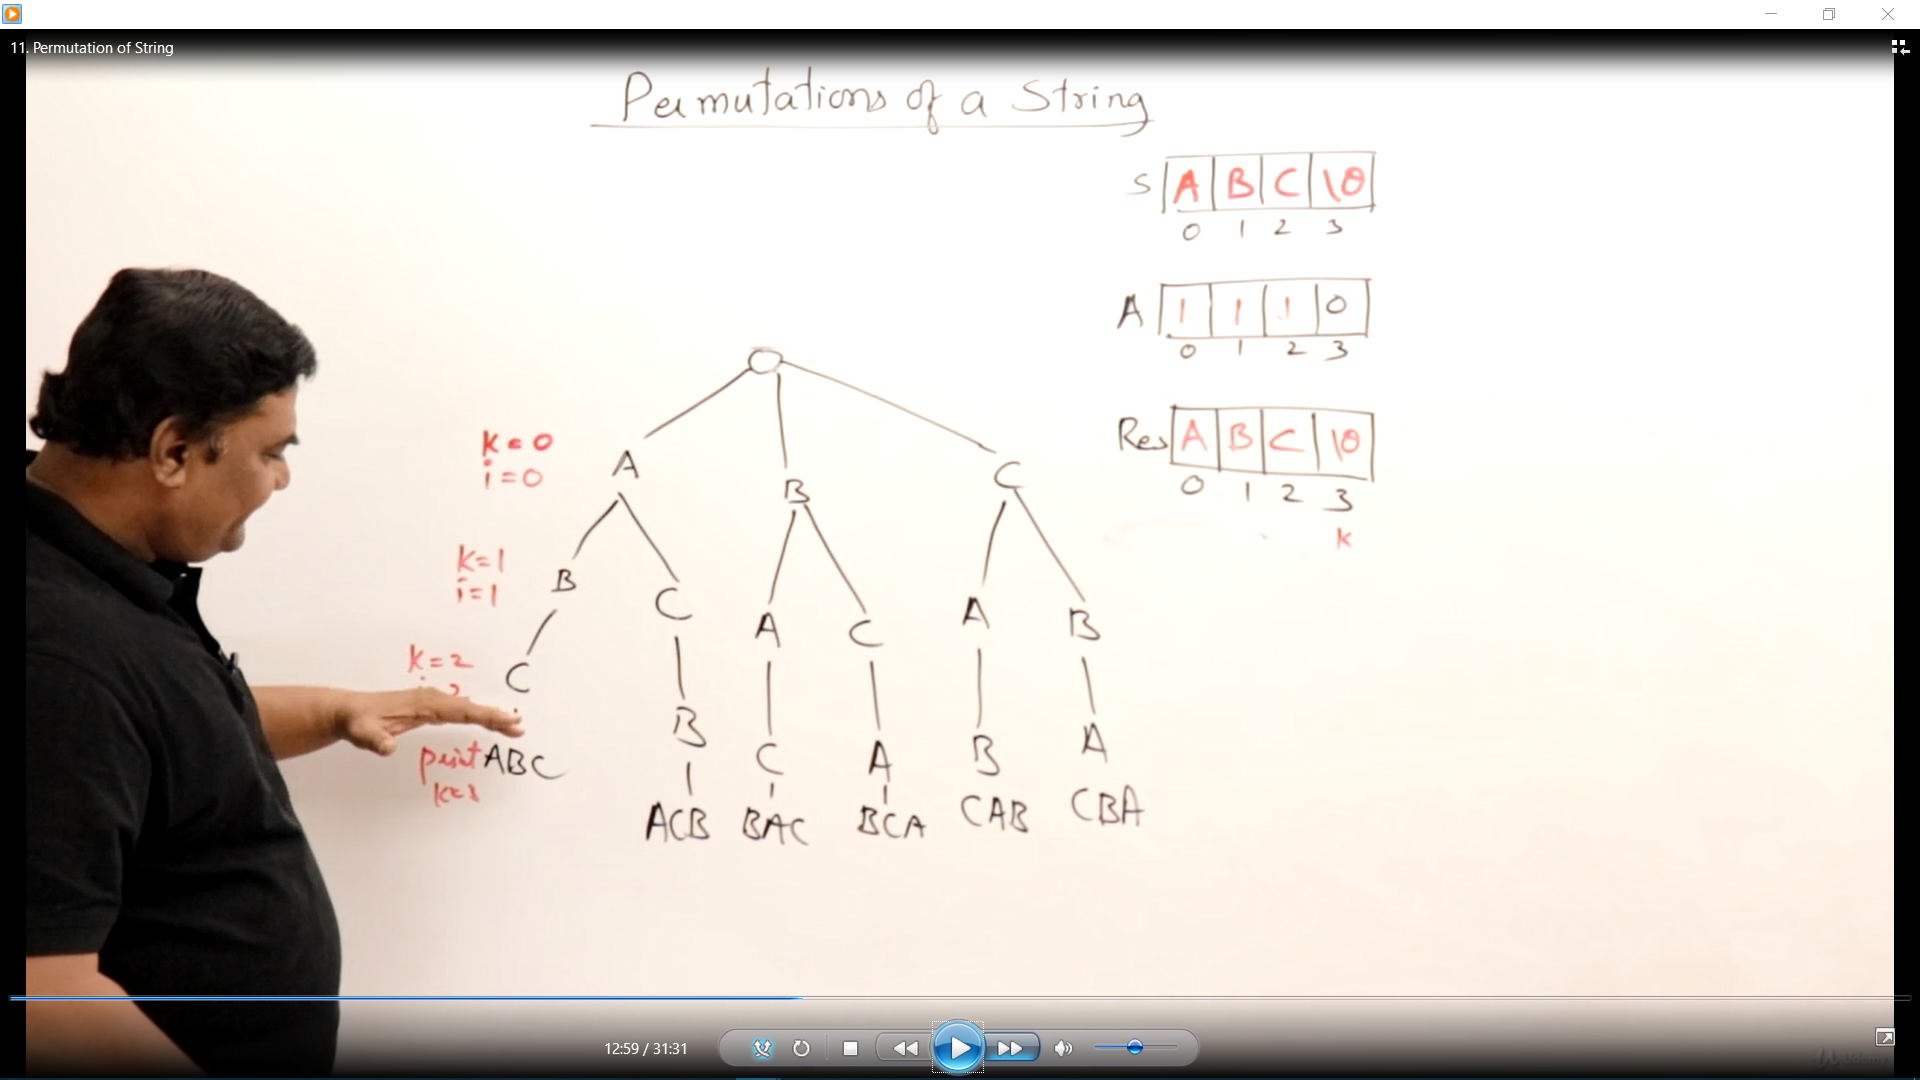 11. Permutation of String
Permutations of a String
S A B C \0
0 1 2 3
A 1 1 1 0
0 1 2 3
Res A B C \0
0 1 2 3
k
k=0
i=0
A
B
C
k=1
i=1
B
C
A
C
A
B
k=2
C
B
C
A
B
A
print ABC
k=3
ACB
BAC
BCA
CAB
CBA
12:59 / 31:31
Udemy